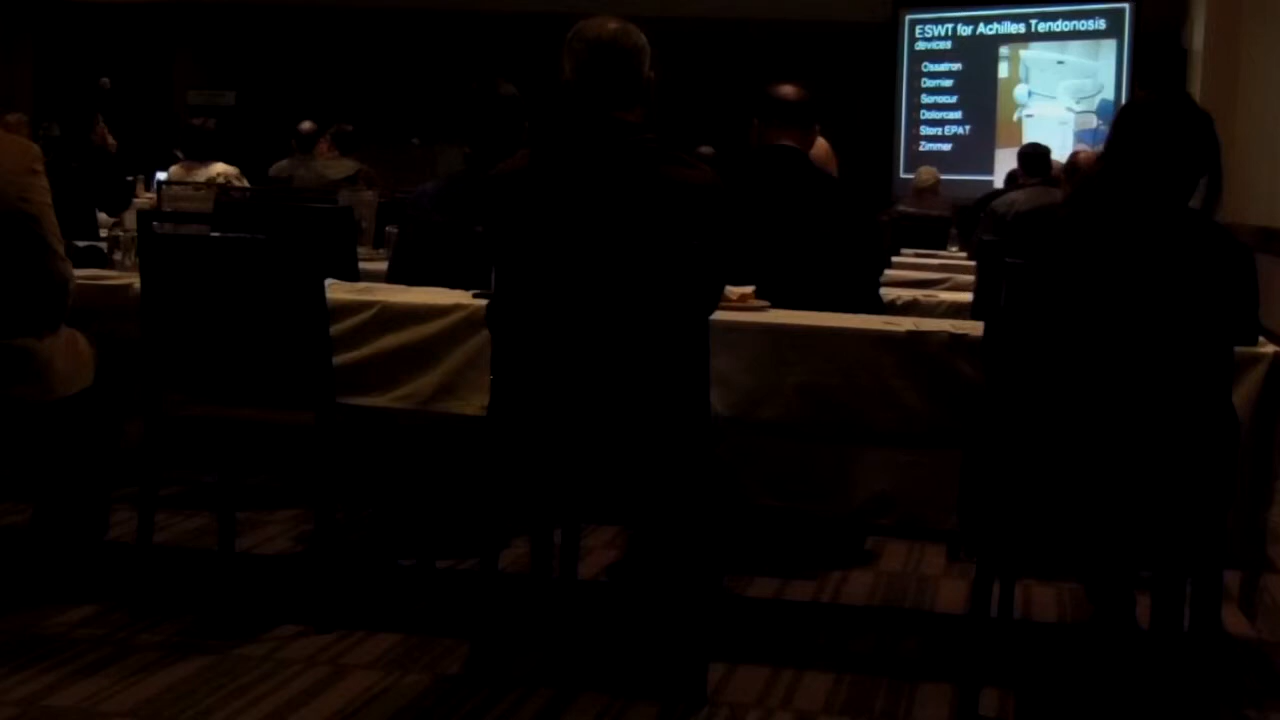 ESWT for Achilles Tendonosis
devices
Ossatron
Dornier
Sonocur
Dolorcast
Storz EPAT
Zimmer